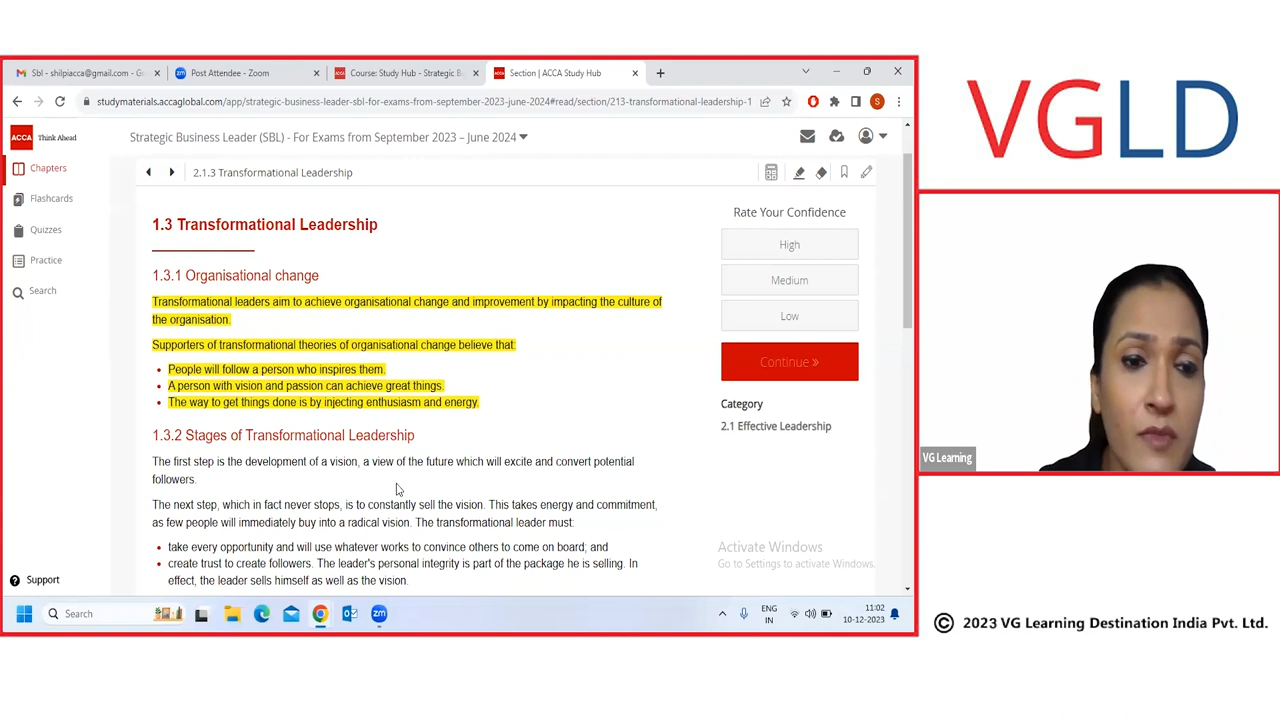 Sbl - shilpiacca@gmail.com - G
Post Attendee - Zoom
Course: Study Hub - Strategic B
Section | ACCA Study Hub
studymaterials.accaglobal.com/app/strategic-business-leader-sbl-for-exams-from-september-2023-june-2024#read/section/213-transformational-leadership-1
S
ACCA
Think Ahead
Strategic Business Leader (SBL) - For Exams from September 2023 – June 2024
Chapters
Flashcards
Quizzes
Practice
Search
Support
2.1.3 Transformational Leadership
1.3 Transformational Leadership
1.3.1 Organisational change
Transformational leaders aim to achieve organisational change and improvement by impacting the culture of
the organisation.
Supporters of transformational theories of organisational change believe that:
• People will follow a person who inspires them.
• A person with vision and passion can achieve great things.
• The way to get things done is by injecting enthusiasm and energy.
1.3.2 Stages of Transformational Leadership
The first step is the development of a vision, a view of the future which will excite and convert potential
followers.
The next step, which in fact never stops, is to constantly sell the vision. This takes energy and commitment,
as few people will immediately buy into a radical vision. The transformational leader must:
• take every opportunity and will use whatever works to convince others to come on board; and
• create trust to create followers. The leader's personal integrity is part of the package he is selling. In
effect, the leader sells himself as well as the vision.
Rate Your Confidence
High
Medium
Low
Continue »
Category
2.1 Effective Leadership
Activate Windows
Go to Settings to activate Windows.
Search
ENG
IN
11:02
10-12-2023
VGLD
VG Learning
© 2023 VG Learning Destination India Pvt. Ltd.